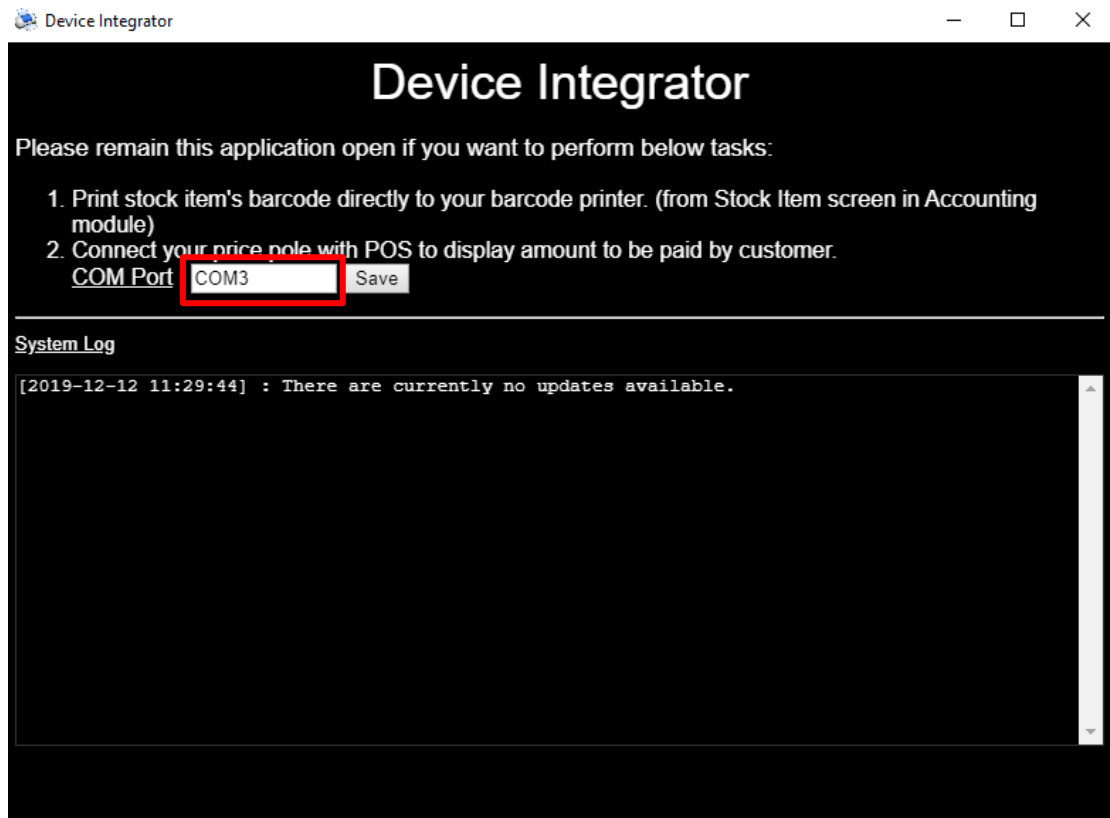 Device Integrator
Device Integrator
Please remain this application open if you want to perform below tasks:
1. Print stock item's barcode directly to your barcode printer. (from Stock Item screen in Accounting
module)
2. Connect your price pole with POS to display amount to be paid by customer.
COM Port COM3 Save
System Log
[2019-12-12 11:29:44] : There are currently no updates available.